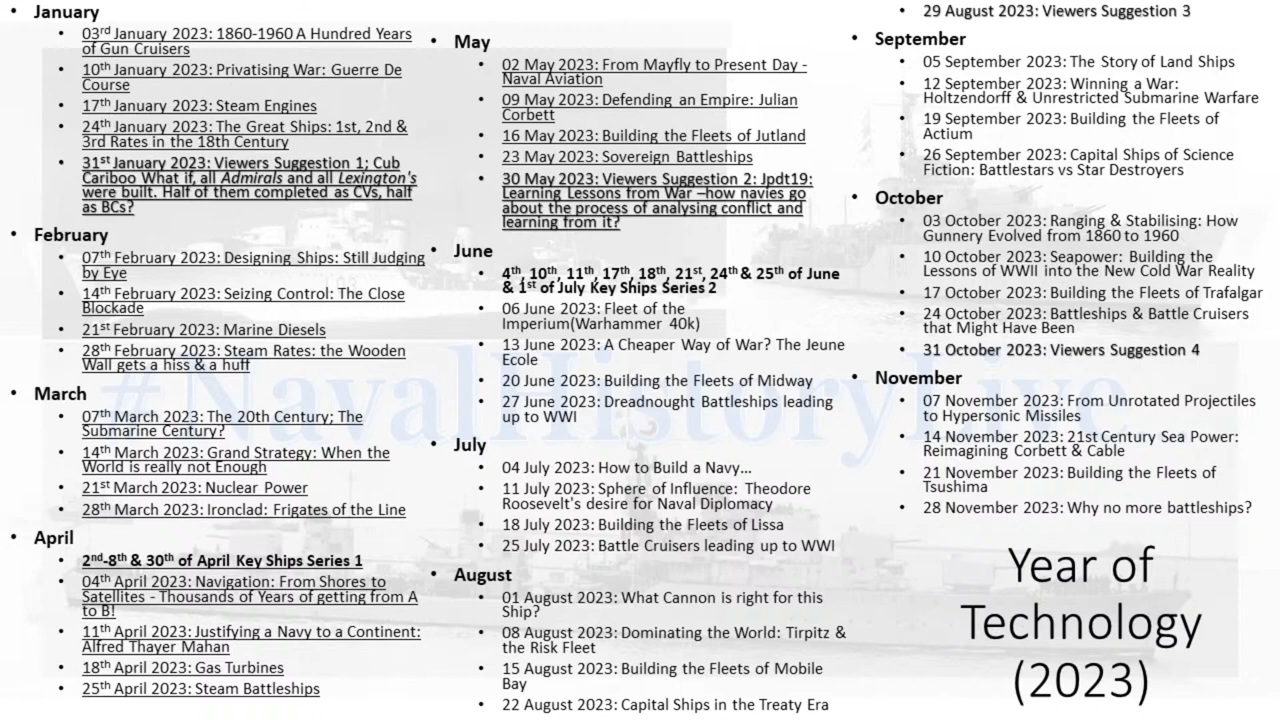 January
03rd January 2023: 1860-1960 A Hundred Years
of Gun Cruisers
10th January 2023: Privatising War: Guerre De
Course
17th January 2023: Steam Engines
24th January 2023: The Great Ships: 1st, 2nd &
3rd Rates in the 18th Century
31st January 2023: Viewers Suggestion 1; Cub
Cariboo What if, all Admirals and all Lexington's
were built. Half of them completed as CVs, half
as BCs?
February
07th February 2023: Designing Ships: Still Judging
by Eye
14th February 2023: Seizing Control: The Close
Blockade
21st February 2023: Marine Diesels
28th February 2023: Steam Rates: the Wooden
Wall gets a hiss & a huff
March
07th March 2023: The 20th Century; The
Submarine Century?
14th March 2023: Grand Strategy: When the
World is really not Enough
21st March 2023: Nuclear Power
28th March 2023: Ironclad: Frigates of the Line
April
2nd-8th & 30th of April Key Ships Series 1
04th April 2023: Navigation: From Shores to
Satellites - Thousands of Years of getting from A
to B!
11th April 2023: Justifying a Navy to a Continent:
Alfred Thayer Mahan
18th April 2023: Gas Turbines
25th April 2023: Steam Battleships
May
02 May 2023: From Mayfly to Present Day -
Naval Aviation
09 May 2023: Defending an Empire: Julian
Corbett
16 May 2023: Building the Fleets of Jutland
23 May 2023: Sovereign Battleships
30 May 2023: Viewers Suggestion 2: Jpdt19:
Learning Lessons from War –how navies go
about the process of analysing conflict and
learning from it?
June
4th, 10th, 11th, 17th, 18th, 21st, 24th & 25th of June
& 1st of July Key Ships Series 2
06 June 2023: Fleet of the
Imperium(Warhammer 40k)
13 June 2023: A Cheaper Way of War? The Jeune
Ecole
20 June 2023: Building the Fleets of Midway
27 June 2023: Dreadnought Battleships leading
up to WWI
July
04 July 2023: How to Build a Navy...
11 July 2023: Sphere of Influence: Theodore
Roosevelt's desire for Naval Diplomacy
18 July 2023: Building the Fleets of Lissa
25 July 2023: Battle Cruisers leading up to WWI
August
01 August 2023: What Cannon is right for this
Ship?
08 August 2023: Dominating the World: Tirpitz &
the Risk Fleet
15 August 2023: Building the Fleets of Mobile
Bay
22 August 2023: Capital Ships in the Treaty Era
29 August 2023: Viewers Suggestion 3
September
05 September 2023: The Story of Land Ships
12 September 2023: Winning a War:
Holtzendorff & Unrestricted Submarine Warfare
19 September 2023: Building the Fleets of
Actium
26 September 2023: Capital Ships of Science
Fiction: Battlestars vs Star Destroyers
October
03 October 2023: Ranging & Stabilising: How
Gunnery Evolved from 1860 to 1960
10 October 2023: Seapower: Building the
Lessons of WWII into the New Cold War Reality
17 October 2023: Building the Fleets of Trafalgar
24 October 2023: Battleships & Battle Cruisers
that Might Have Been
31 October 2023: Viewers Suggestion 4
November
07 November 2023: From Unrotated Projectiles
to Hypersonic Missiles
14 November 2023: 21st Century Sea Power:
Reimagining Corbett & Cable
21 November 2023: Building the Fleets of
Tsushima
28 November 2023: Why no more battleships?
Year of
Technology
(2023)
#NavalHistoryLive